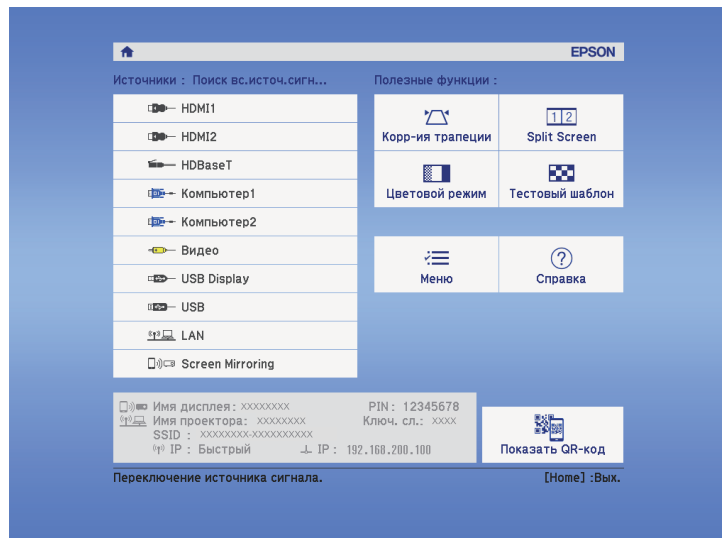 EPSON
Источники : Поиск вс.источ.сигн...
HDMI1
HDMI2
HDBaseT
Компьютер1
Компьютер2
Видео
USB Display
USB
LAN
Screen Mirroring
Полезные функции :
Корр-ия трапеции
1 2
Split Screen
Цветовой режим
Тестовый шаблон
Меню
?
Справка
Имя дисплея: XXXXXXXX PIN: 12345678
Имя проектора: XXXXXXXX Ключ. сл.: XXXX
SSID : XXXXXXXX-XXXXXXXXXX
IP : Быстрый IP : 192.168.200.100
Показать QR-код
Переключение источника сигнала. [Home] :Вых.